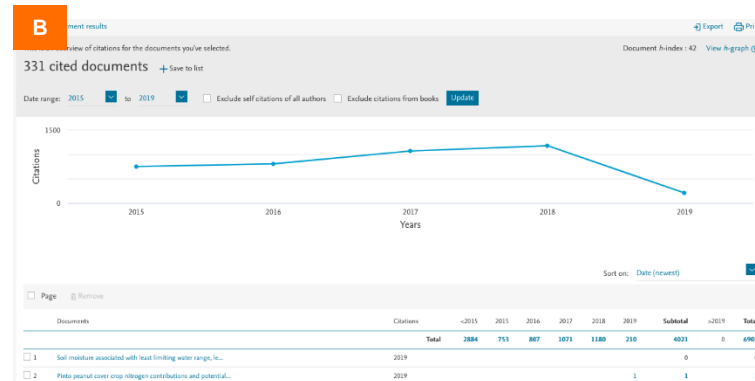 B
ment results
Export Pri
overview of citations for the documents you've selected.
Document h-index : 42 View h-graph
331 cited documents + Save to list
Date range: 2015 to 2019 Exclude self citations of all authors Exclude citations from books Update
1500
Citations
0
2015 2016 2017 2018 2019
Years
Sort on: Date (newest)
Page Remove
Documents Citations <2015 2015 2016 2017 2018 2019 Subtotal >2019 Tota
Total 2884 753 807 1071 1180 210 4021 0 690
1 Soil moisture associated with least limiting water range, le... 2019 0
2 Pinto peanut cover crop nitrogen contributions and potential... 2019 1 1